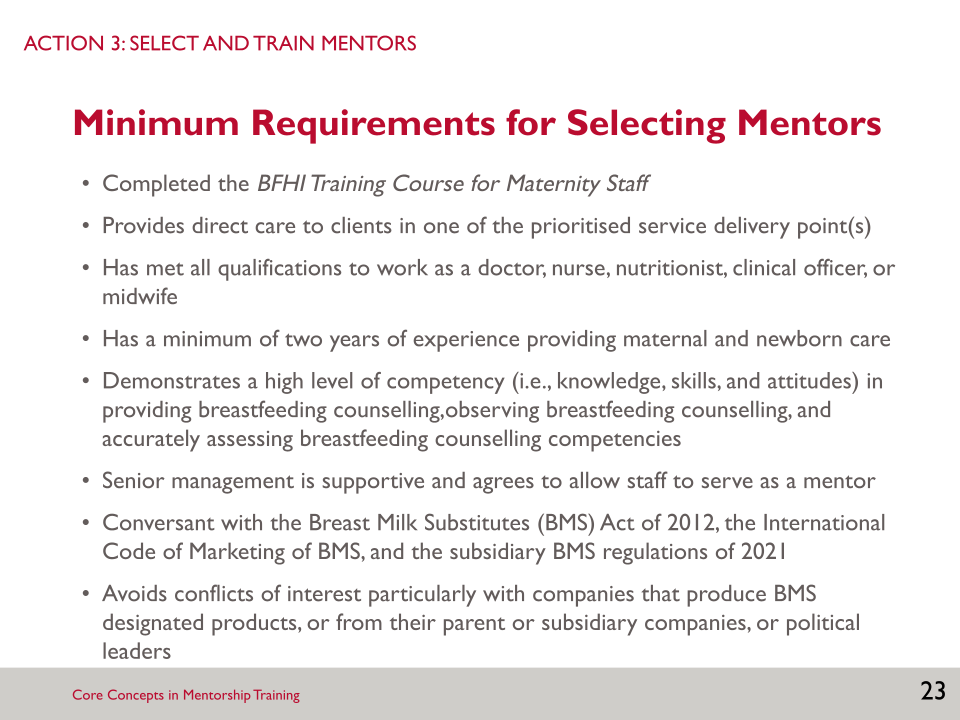 ACTION 3: SELECT AND TRAIN MENTORS
Minimum Requirements for Selecting Mentors
• Completed the BFHI Training Course for Maternity Staff
• Provides direct care to clients in one of the prioritised service delivery point(s)
• Has met all qualifications to work as a doctor, nurse, nutritionist, clinical officer, or
midwife
• Has a minimum of two years of experience providing maternal and newborn care
• Demonstrates a high level of competency (i.e., knowledge, skills, and attitudes) in
providing breastfeeding counselling,observing breastfeeding counselling, and
accurately assessing breastfeeding counselling competencies
• Senior management is supportive and agrees to allow staff to serve as a mentor
• Conversant with the Breast Milk Substitutes (BMS) Act of 2012, the International
Code of Marketing of BMS, and the subsidiary BMS regulations of 2021
• Avoids conflicts of interest particularly with companies that produce BMS
designated products, or from their parent or subsidiary companies, or political
leaders
Core Concepts in Mentorship Training
23